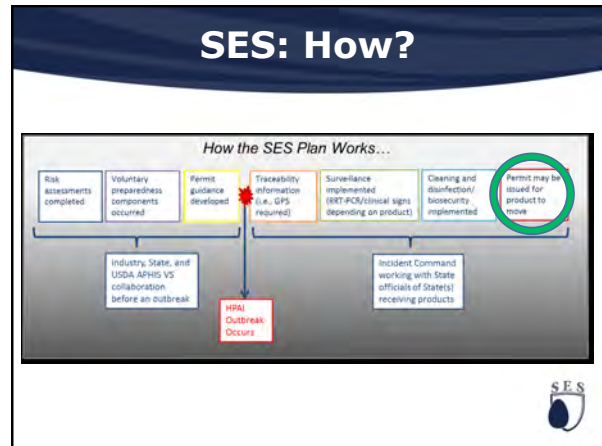 SES: How?
How the SES Plan Works...
Risk
assessments
completed
Voluntary
preparedness
components
occurred
Permit
guidance
developed
Traceability
information
(i.e., GPS
required)
Surveillance
implemented
(RRT-PCR/clinical signs
depending on product)
Cleaning and
disinfection/
biosecurity
implemented
Permit may be
issued for
product to
move
Industry, State, and
USDA APHIS VS
collaboration
before an outbreak
HPAI
Outbreak
Occurs
Incident Command
working with State
officials of State(s)
receiving products
SES